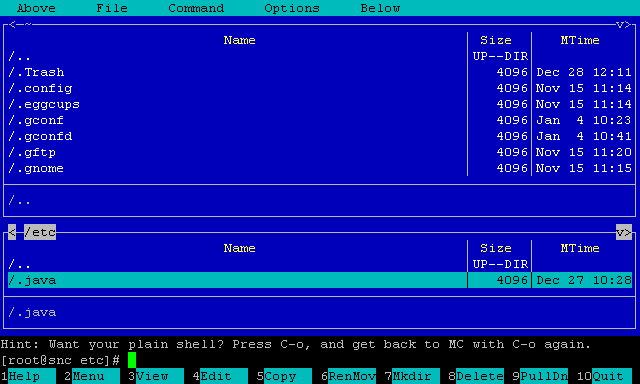 Above File Command Options Below
<─~ v>
Name Size MTime
/.. UP--DIR
/.Trash 4096 Dec 28 12:11
/.config 4096 Nov 15 11:14
/.eggcups 4096 Nov 15 11:14
/.gconf 4096 Jan 4 10:23
/.gconfd 4096 Jan 4 10:41
/.gftp 4096 Nov 15 11:20
/.gnome 4096 Nov 15 11:15
/..
< /etc v>
Name Size MTime
/.. UP--DIR
/.java 4096 Dec 27 10:28
/.java
Hint: Want your plain shell? Press C-o, and get back to MC with C-o again.
[root@snc etc]#
1Help 2Menu 3View 4Edit 5Copy 6RenMov 7Mkdir 8Delete 9PullDn 10Quit